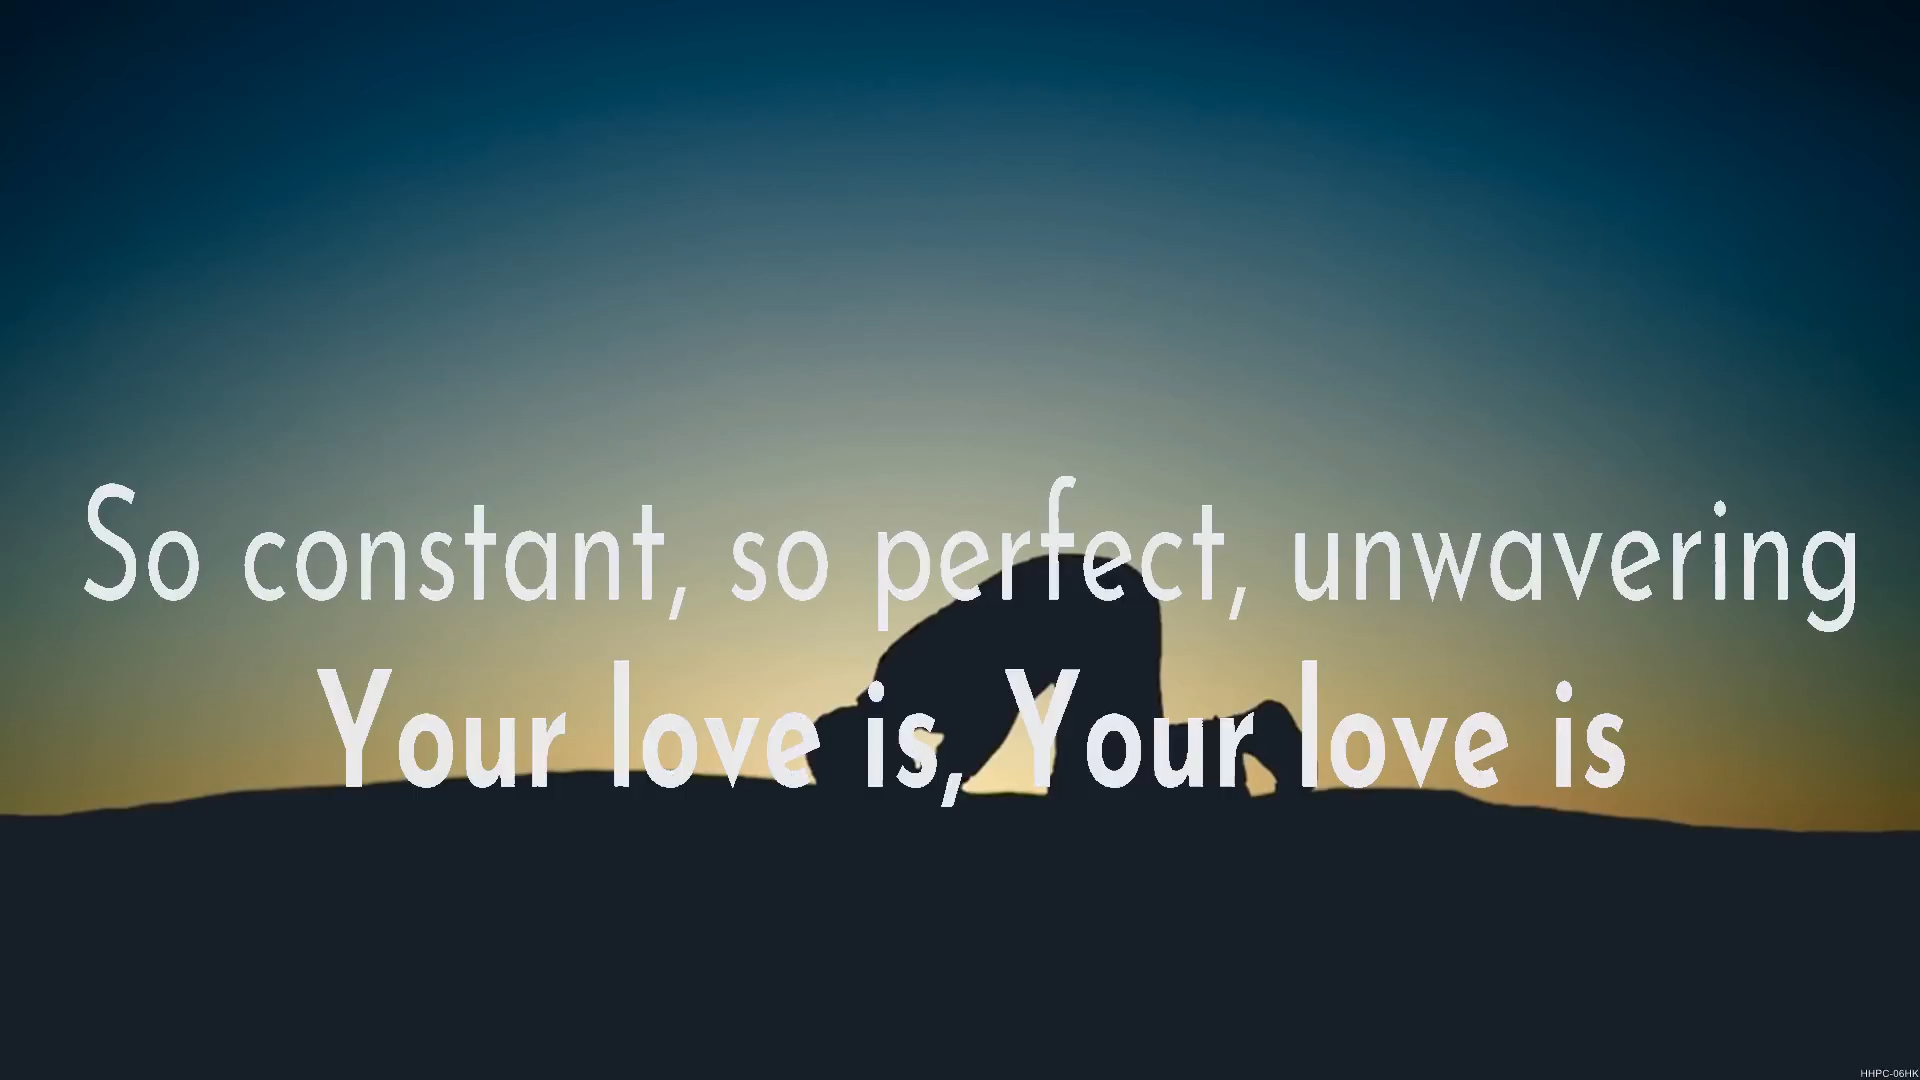 So constant, so perfect, unwavering
Your love is, Your love is
HHPC-06HK